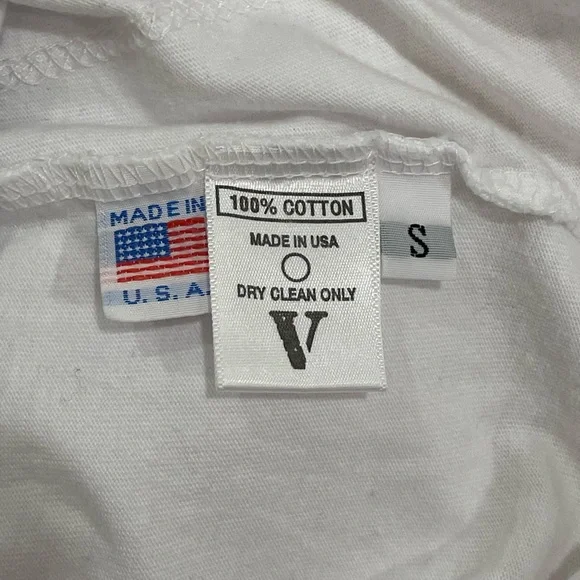 MADE IN
U. S. A.
100% COTTON
MADE IN USA
DRY CLEAN ONLY
V
S